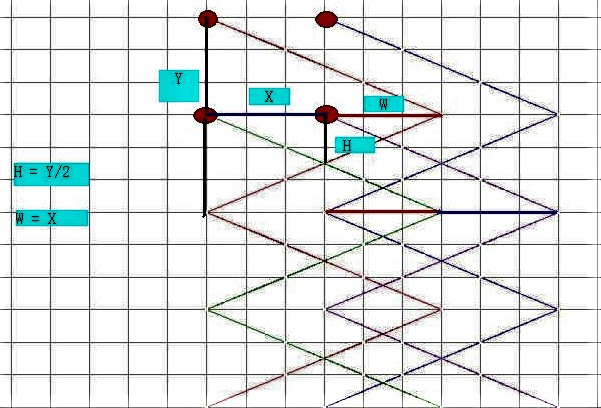 Y
X
W
H
H = Y/2
W = X